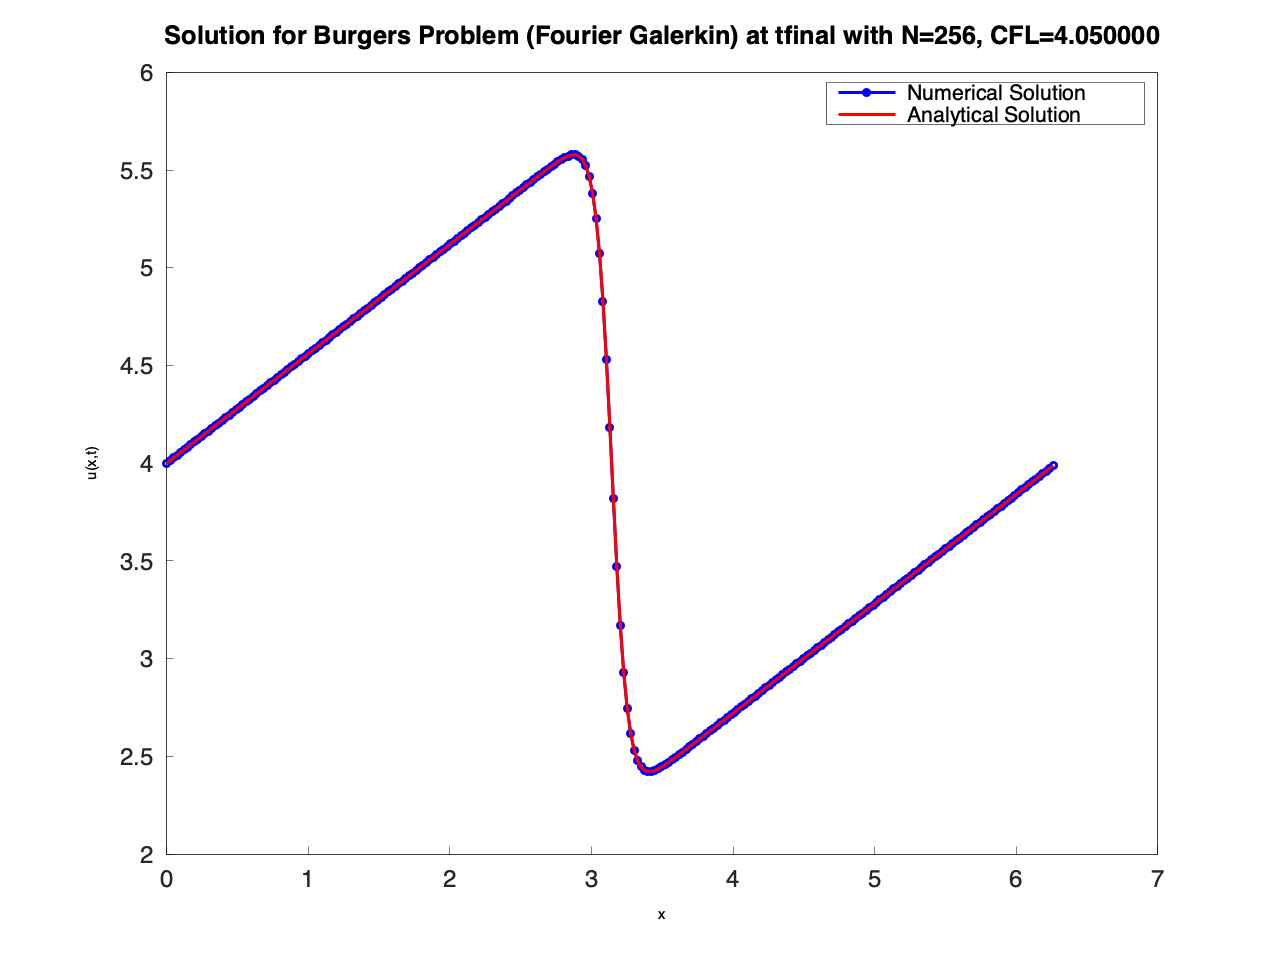 Solution for Burgers Problem (Fourier Galerkin) at tfinal with N=256, CFL=4.050000
6
Numerical Solution
Analytical Solution
5.5
5
4.5
4
u(x,t)
3.5
3
2.5
2
0 1 2 3 4 5 6 7
x